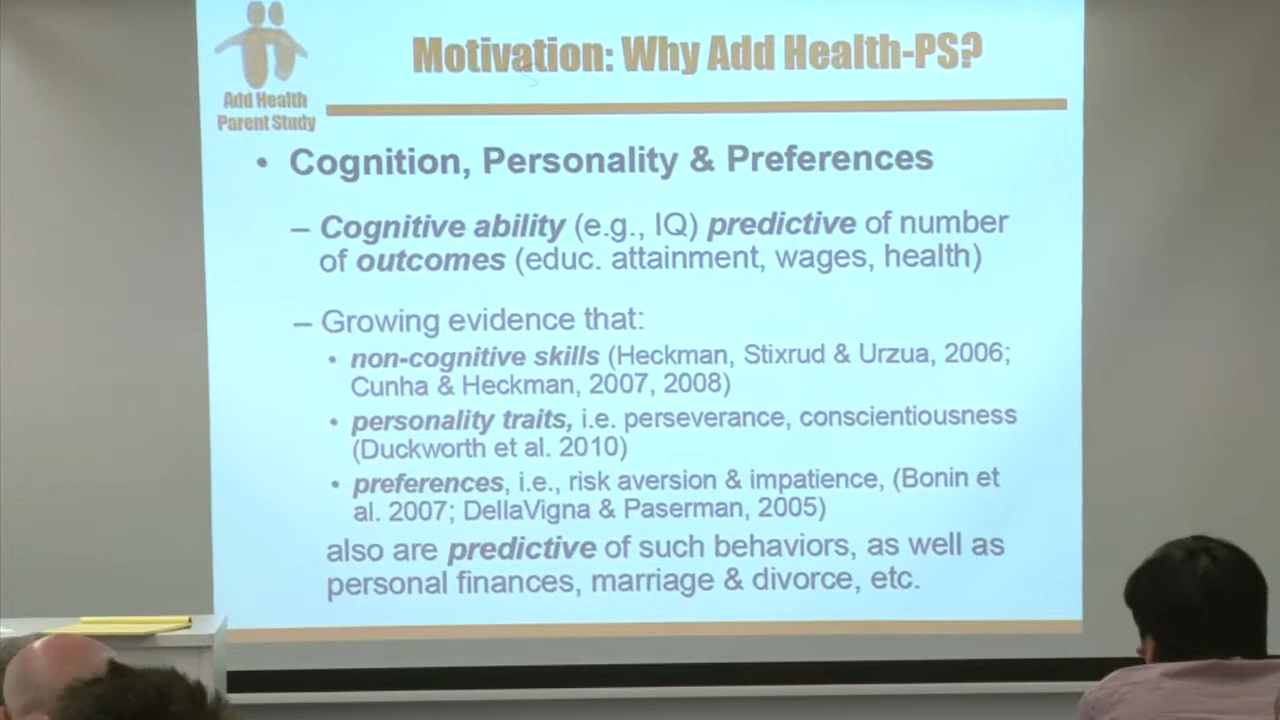 Motivation: Why Add Health-PS?
Add Health
Parent Study
• Cognition, Personality & Preferences
– Cognitive ability (e.g., IQ) predictive of number
of outcomes (educ. attainment, wages, health)
– Growing evidence that:
• non-cognitive skills (Heckman, Stixrud & Urzua, 2006;
Cunha & Heckman, 2007, 2008)
• personality traits, i.e. perseverance, conscientiousness
(Duckworth et al. 2010)
• preferences, i.e., risk aversion & impatience, (Bonin et
al. 2007; DellaVigna & Paserman, 2005)
also are predictive of such behaviors, as well as
personal finances, marriage & divorce, etc.